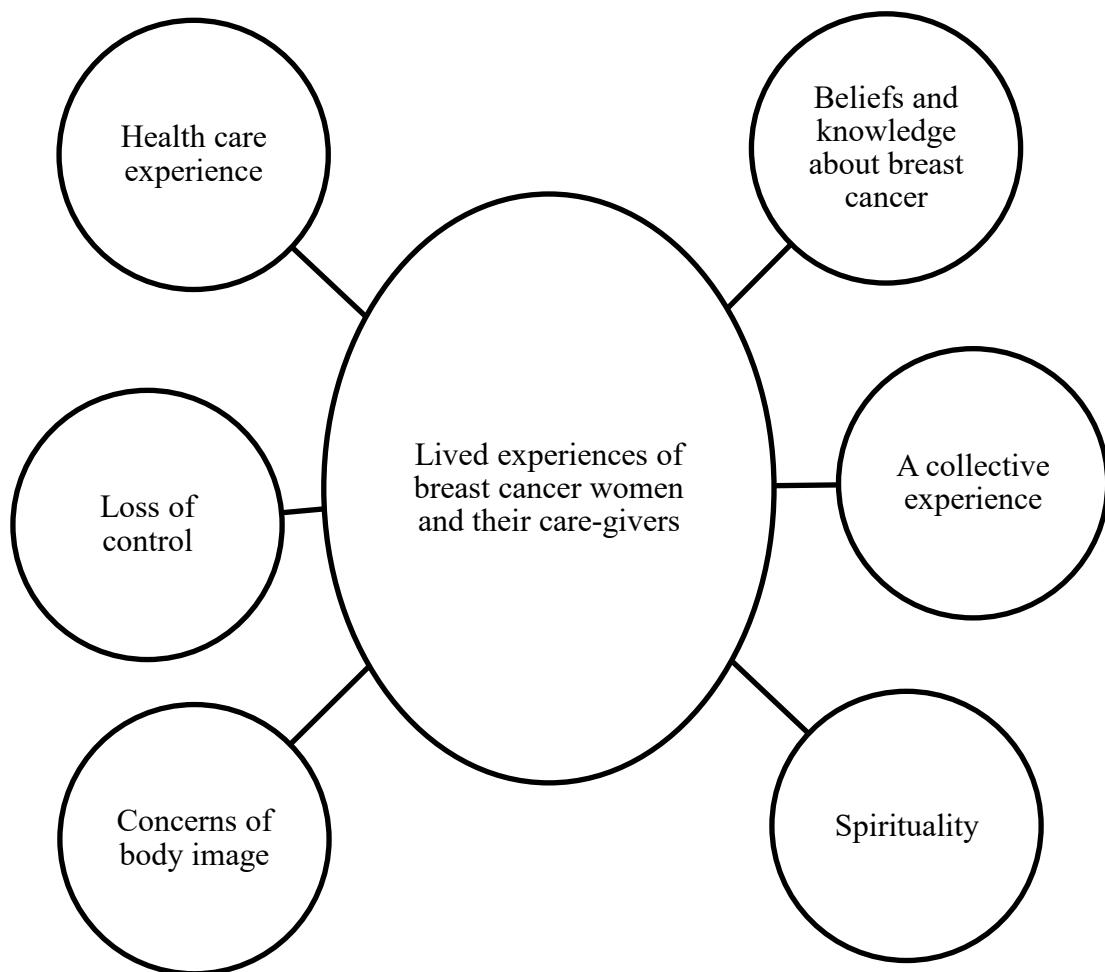 Health care
experience
Beliefs and
knowledge
about breast
cancer
Lived experiences of
breast cancer women
and their care-givers
Loss of
control
A collective
experience
Concerns of
body image
Spirituality